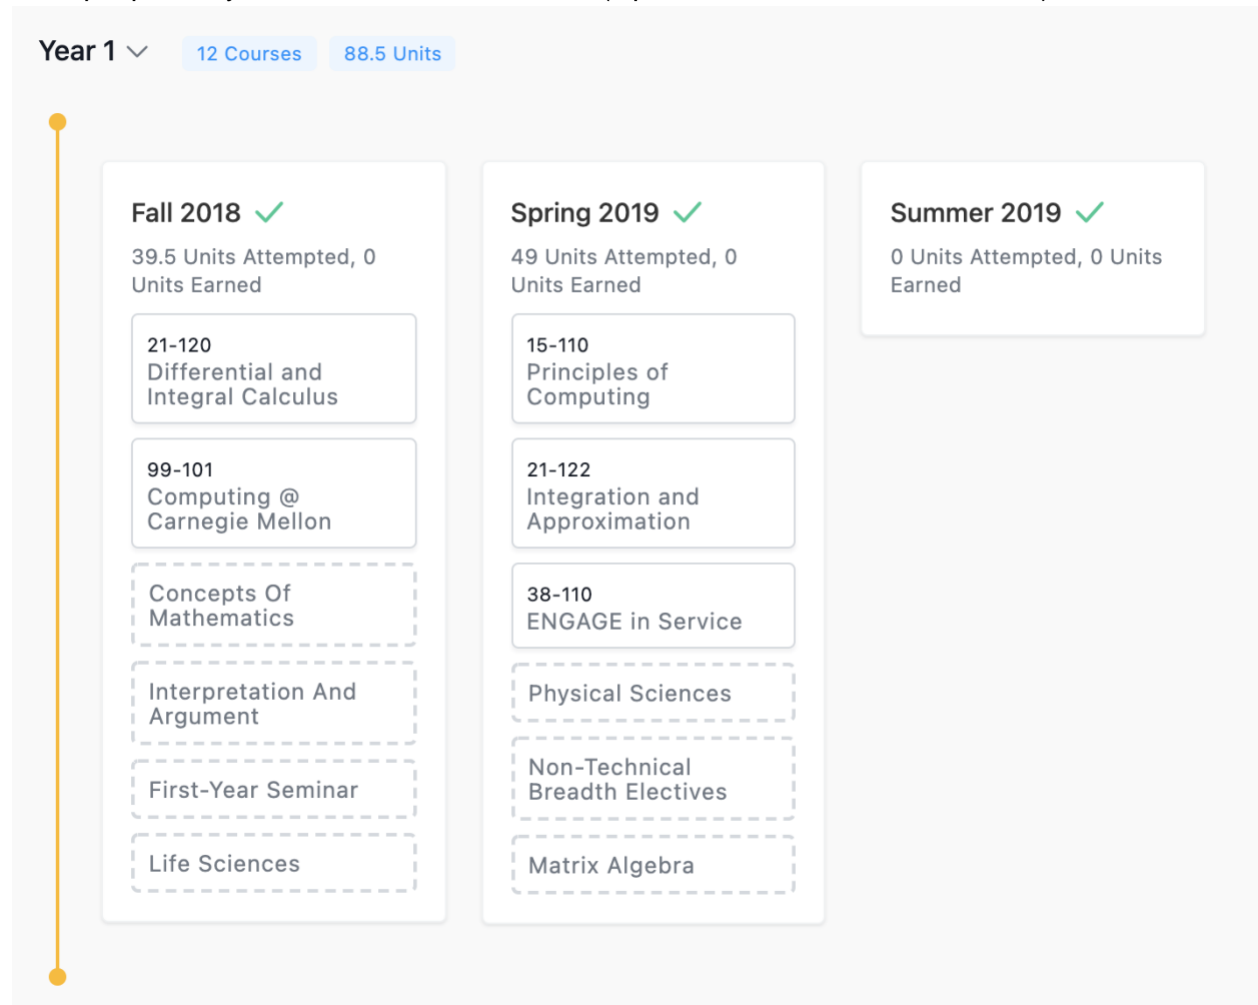 Year 1
12 Courses
88.5 Units
Fall 2018
39.5 Units Attempted, 0
Units Earned
21-120
Differential and
Integral Calculus
99-101
Computing @
Carnegie Mellon
Concepts Of
Mathematics
Interpretation And
Argument
First-Year Seminar
Life Sciences
Spring 2019
49 Units Attempted, 0
Units Earned
15-110
Principles of
Computing
21-122
Integration and
Approximation
38-110
ENGAGE in Service
Physical Sciences
Non-Technical
Breadth Electives
Matrix Algebra
Summer 2019
0 Units Attempted, 0 Units
Earned